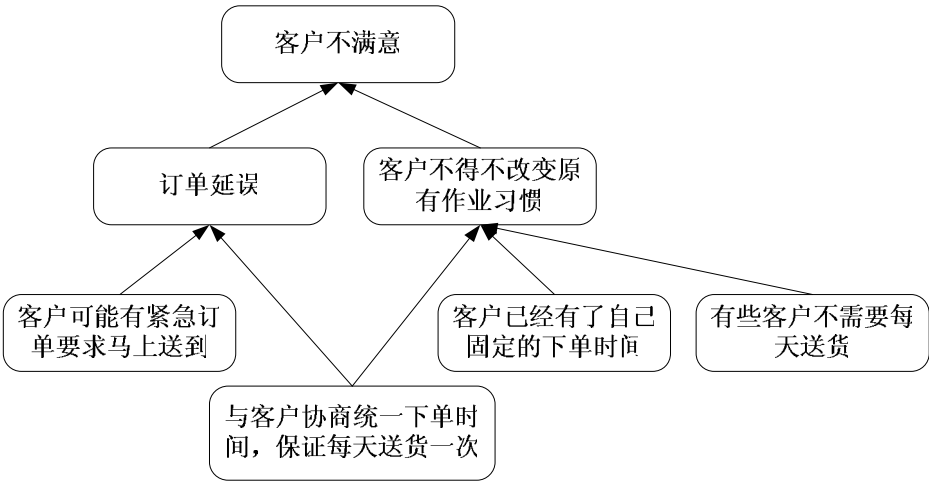 客户不满意
订单延误
客户不得不改变原
有作业习惯
客户可能有紧急订
单要求马上送到
客户已经有了自己
固定的下单时间
有些客户不需要每
天送货
与客户协商统一下单时
间，保证每天送货一次